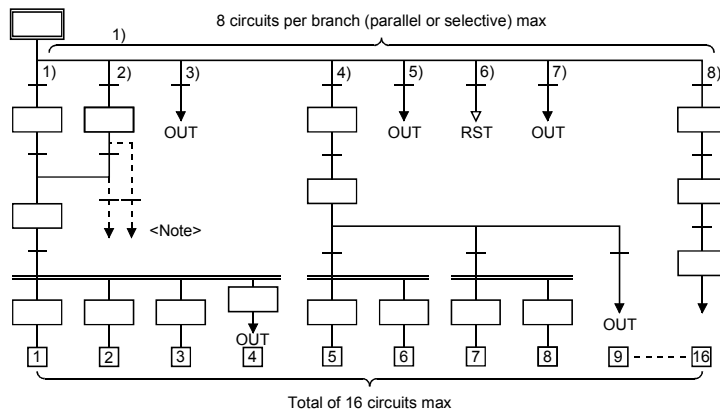 8 circuits per branch (parallel or selective) max
1)
1) 2) 3) 4) 5) 6) 7) 8)
OUT OUT RST OUT
<Note>
OUT OUT
1 2 3 4 5 6 7 8 9 16
Total of 16 circuits max